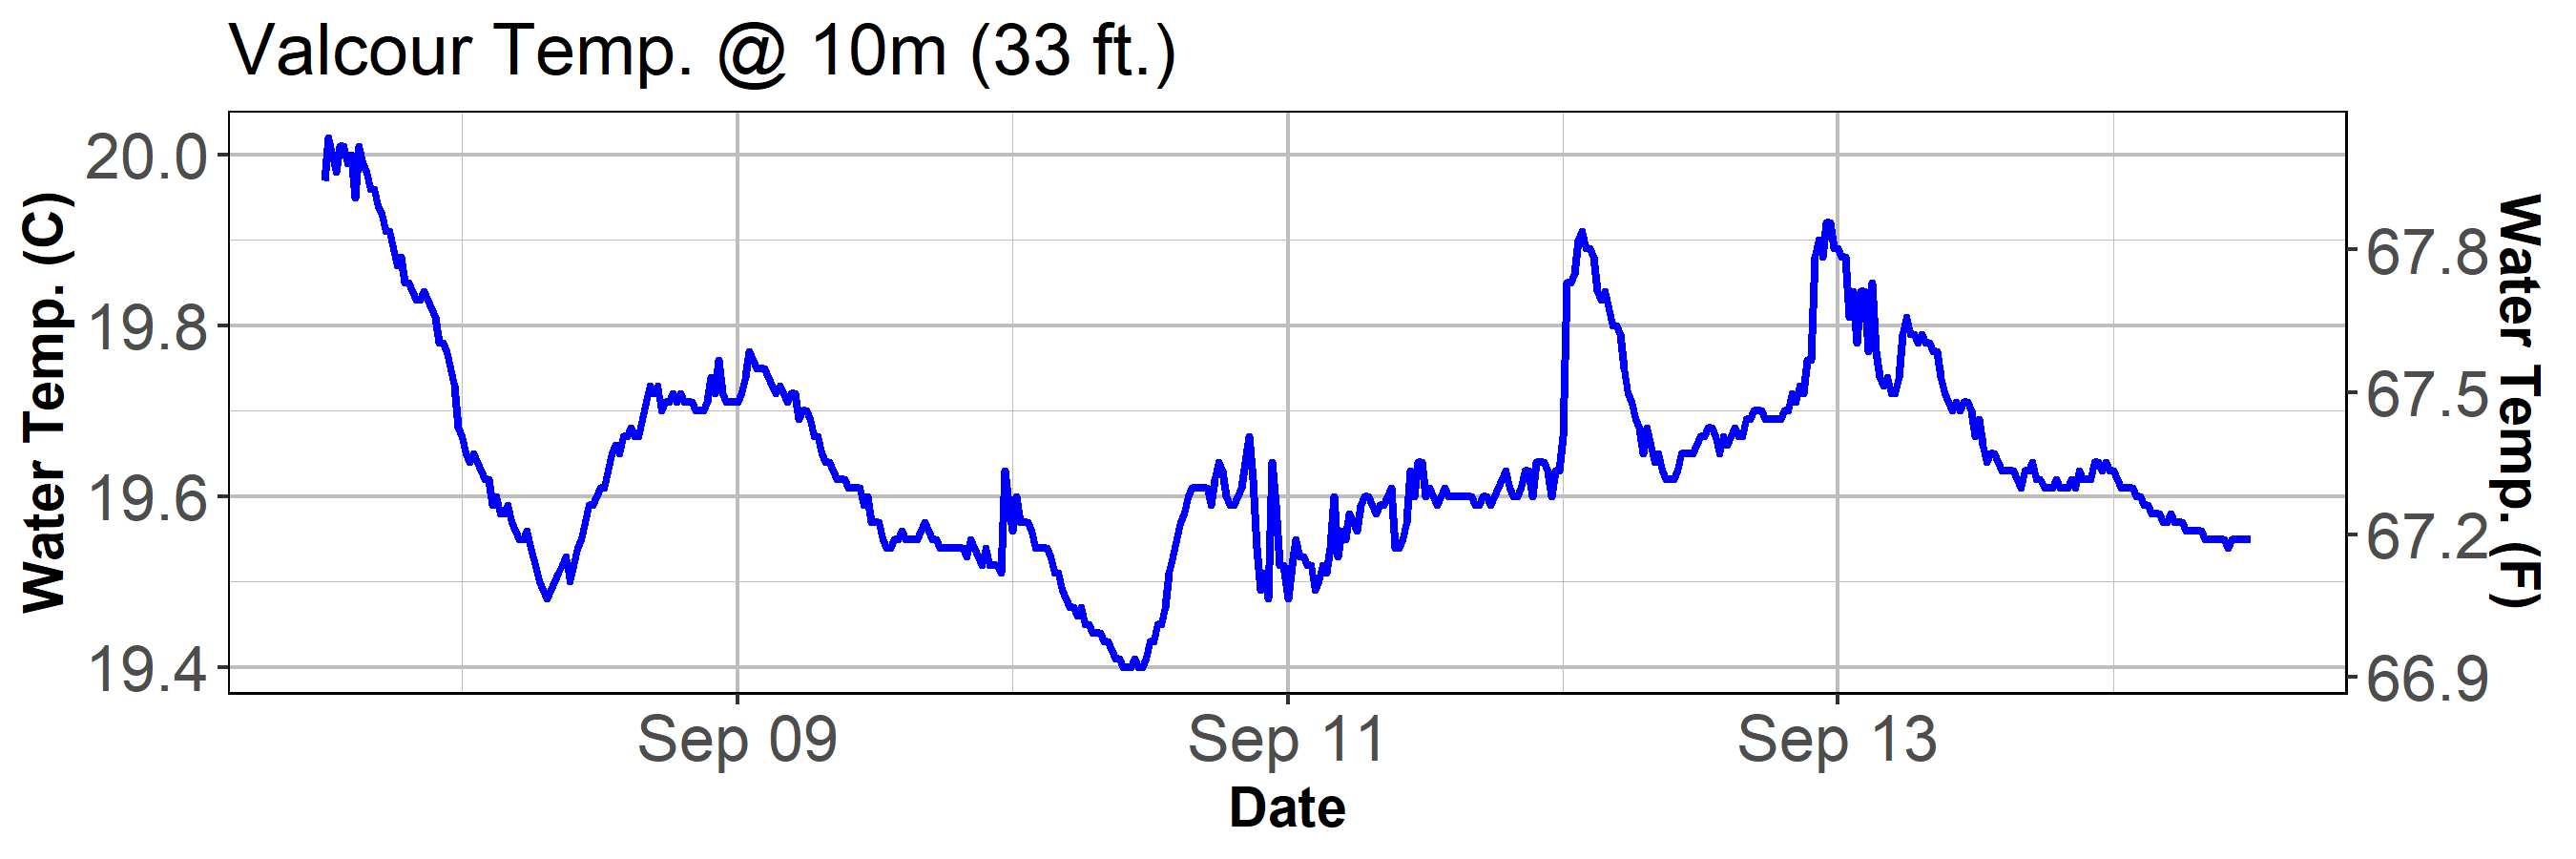 Valcour Temp. @ 10m (33 ft.)
Water Temp. (C)
20.0
19.8
19.6
19.4
67.8
67.5
67.2
66.9
Water Temp. (F)
Sep 09
Sep 11
Sep 13
Date